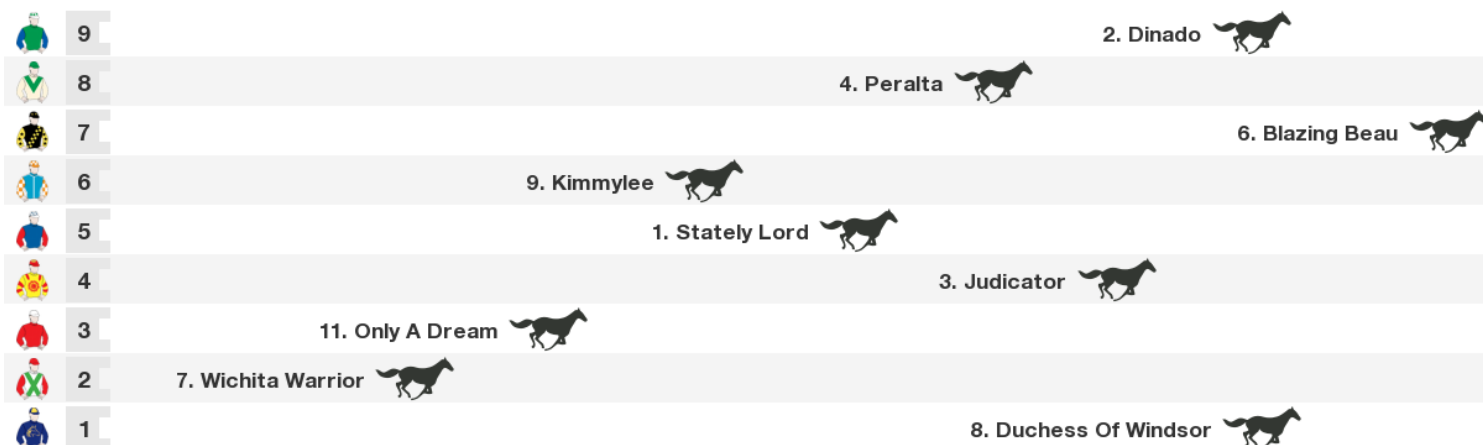 9 2. Dinado
8 4. Peralta
7 6. Blazing Beau
6 9. Kimmylee
5 1. Stately Lord
4 3. Judicator
3 11. Only A Dream
2 7. Wichita Warrior
1 8. Duchess Of Windsor